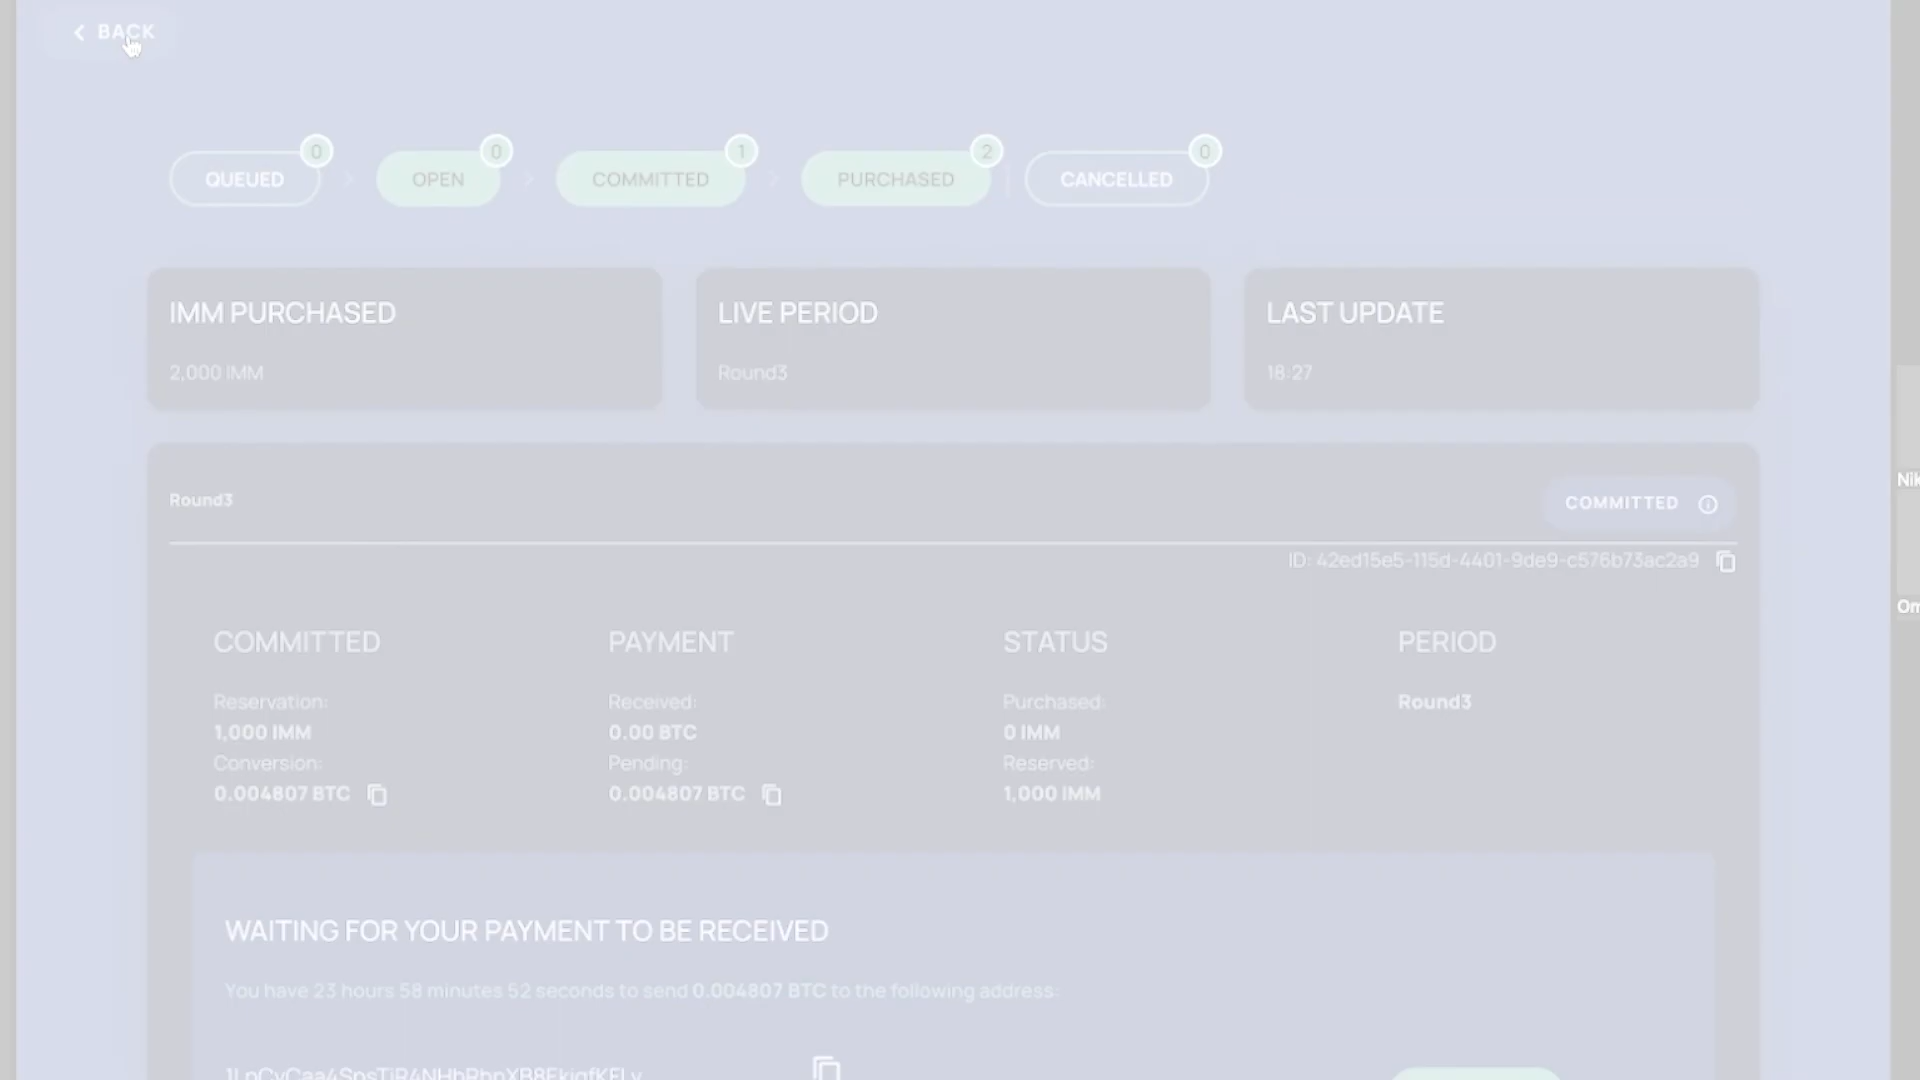 BACK
0 0 1 2 0
QUEUED OPEN COMMITTED PURCHASED CANCELLED
IMM PURCHASED LIVE PERIOD LAST UPDATE
2,000 IMM Round3 18:27
Round3 COMMITTED
ID: 42ed15e5-115d-4401-9de9-c576b73ac2a9
COMMITTED PAYMENT STATUS PERIOD
Reservation: Received: Purchased: Round3
1,000 IMM 0.00 BTC 0 IMM
Conversion: Pending: Reserved:
0.004807 BTC 0.004807 BTC 1,000 IMM
WAITING FOR YOUR PAYMENT TO BE RECEIVED
You have 23 hours 58 minutes 52 seconds to send 0.004807 BTC to the following address:
Nik
Om